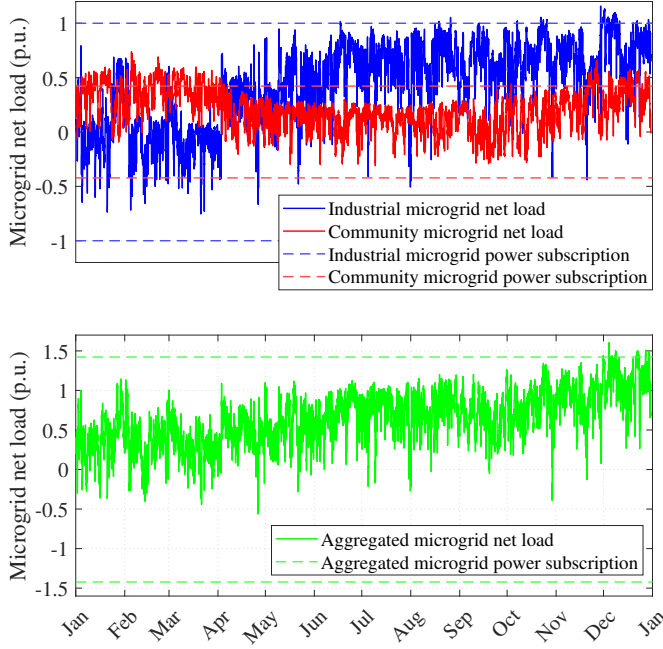 Microgrid net load (p.u.)
1
0.5
0
-0.5
-1
Industrial microgrid net load
Community microgrid net load
Industrial microgrid power subscription
Community microgrid power subscription
Microgrid net load (p.u.)
1.5
1
0.5
0
-0.5
-1
-1.5
Aggregated microgrid net load
Aggregated microgrid power subscription
Jan Feb Mar Apr May Jun Jul Aug Sep Oct Nov Dec Jan